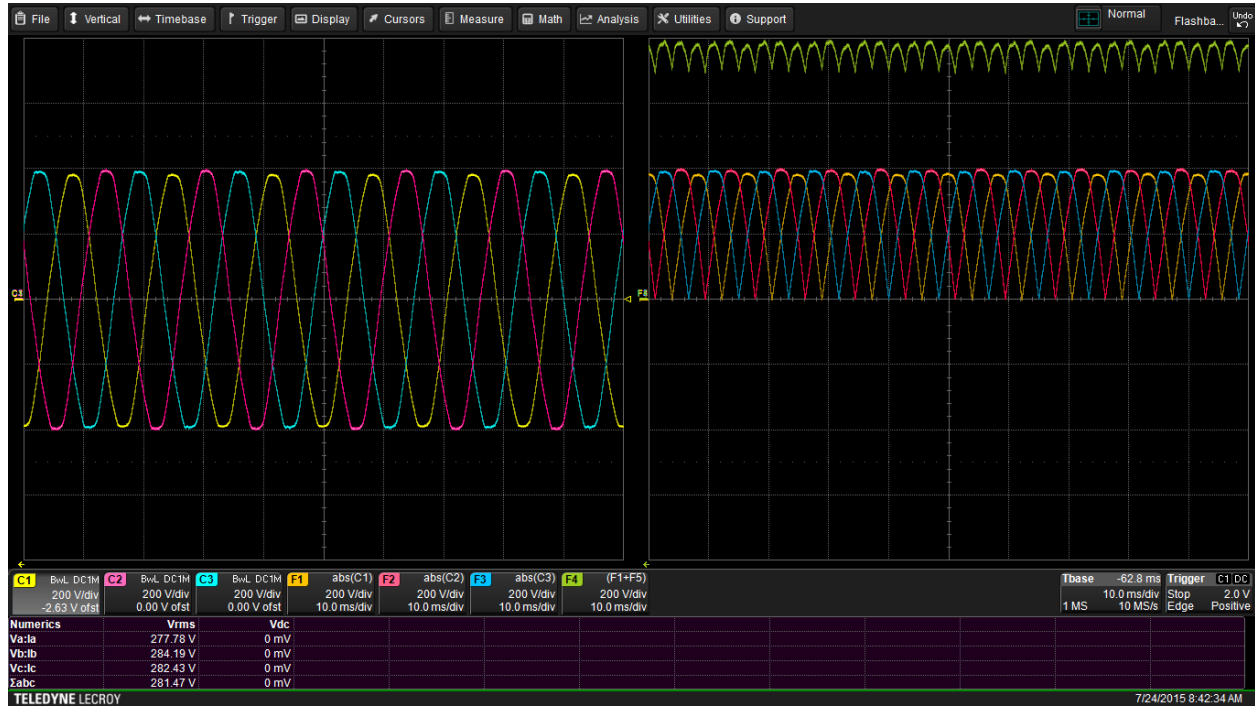 File Vertical Timebase Trigger Display Cursors Measure Math Analysis Utilities Support Normal Flashba... Undo
C3 F3
C1 BwL DC1M C2 BwL DC1M C3 BwL DC1M F1 abs(C1) F2 abs(C2) F3 abs(C3) F4 (F1+F5) Tbase -62.8 ms Trigger C1 DC
200 V/div 200 V/div 200 V/div 200 V/div 200 V/div 200 V/div 200 V/div 10.0 ms/div Stop 2.0 V
-2.63 V ofst 0.00 V ofst 0.00 V ofst 10.0 ms/div 10.0 ms/div 10.0 ms/div 10.0 ms/div 1 MS 10 MS/s Edge Positive
Numerics Vrms Vdc
Va:Ia 277.78 V 0 mV
Vb:Ib 284.19 V 0 mV
Vc:Ic 282.43 V 0 mV
Σabc 281.47 V 0 mV
TELEDYNE LECROY 7/24/2015 8:42:34 AM